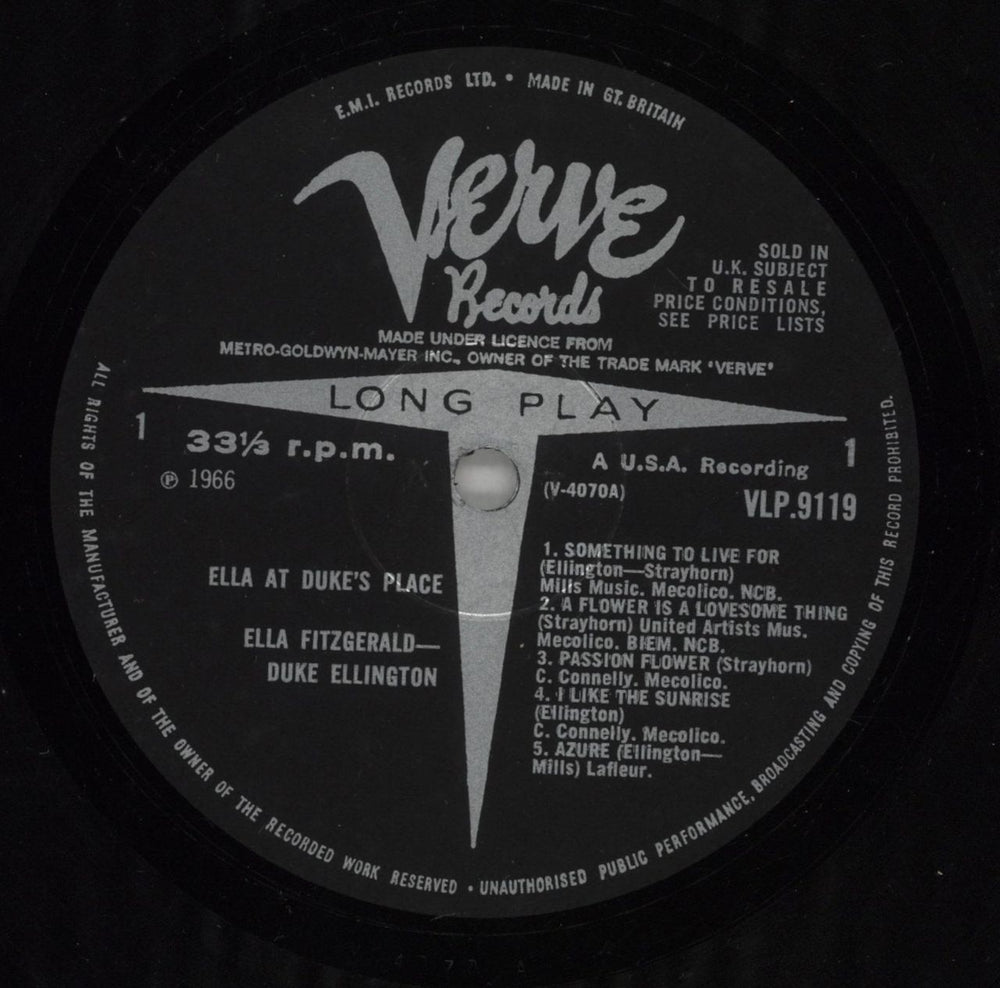 E.M.I. RECORDS LTD. • MADE IN GT. BRITAIN
Verve
Records
SOLD IN
U.K. SUBJECT
TO RESALE
PRICE CONDITIONS,
SEE PRICE LISTS
MADE UNDER LICENCE FROM
METRO-GOLDWYN-MAYER INC., OWNER OF THE TRADE MARK 'VERVE'
LONG PLAY
1
33⅓ r.p.m.
℗ 1966
1
A U.S.A. Recording
(V-4070A)
VLP.9119
ELLA AT DUKE'S PLACE
ELLA FITZGERALD—
DUKE ELLINGTON
1. SOMETHING TO LIVE FOR
(Ellington—Strayhorn)
Mills Music. Mecolico. NCB.
2. A FLOWER IS A LOVESOME THING
(Strayhorn) United Artists Mus.
Mecolico. BIEM. NCB.
3. PASSION FLOWER (Strayhorn)
C. Connelly. Mecolico.
4. I LIKE THE SUNRISE
(Ellington)
C. Connelly. Mecolico.
5. AZURE (Ellington—
Mills) Lafleur.
ALL RIGHTS OF THE MANUFACTURER AND OF THE OWNER OF THE RECORDED WORK RESERVED • UNAUTHORISED PUBLIC PERFORMANCE, BROADCASTING AND COPYING OF THIS RECORD PROHIBITED.